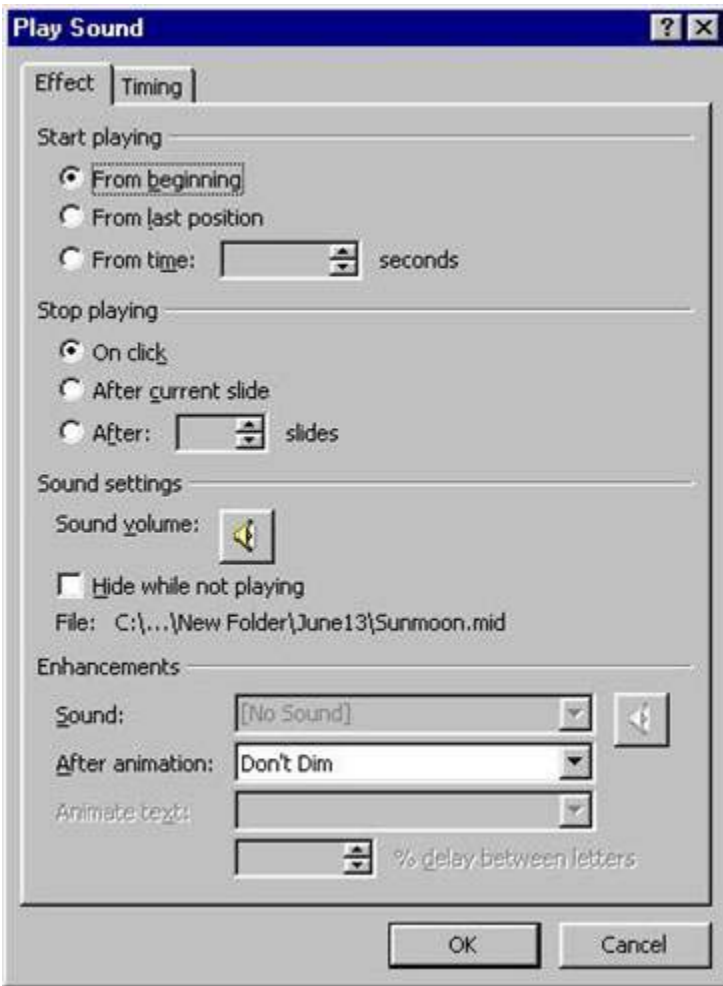 Play Sound
Effect Timing
Start playing
From beginning
From last position
From time: seconds
Stop playing
On click
After current slide
After: slides
Sound settings
Sound volume:
Hide while not playing
File: C:\...\New Folder\June13\Sunmoon.mid
Enhancements
Sound: [No Sound]
After animation: Don't Dim
Animate text:
% delay between letters
OK Cancel